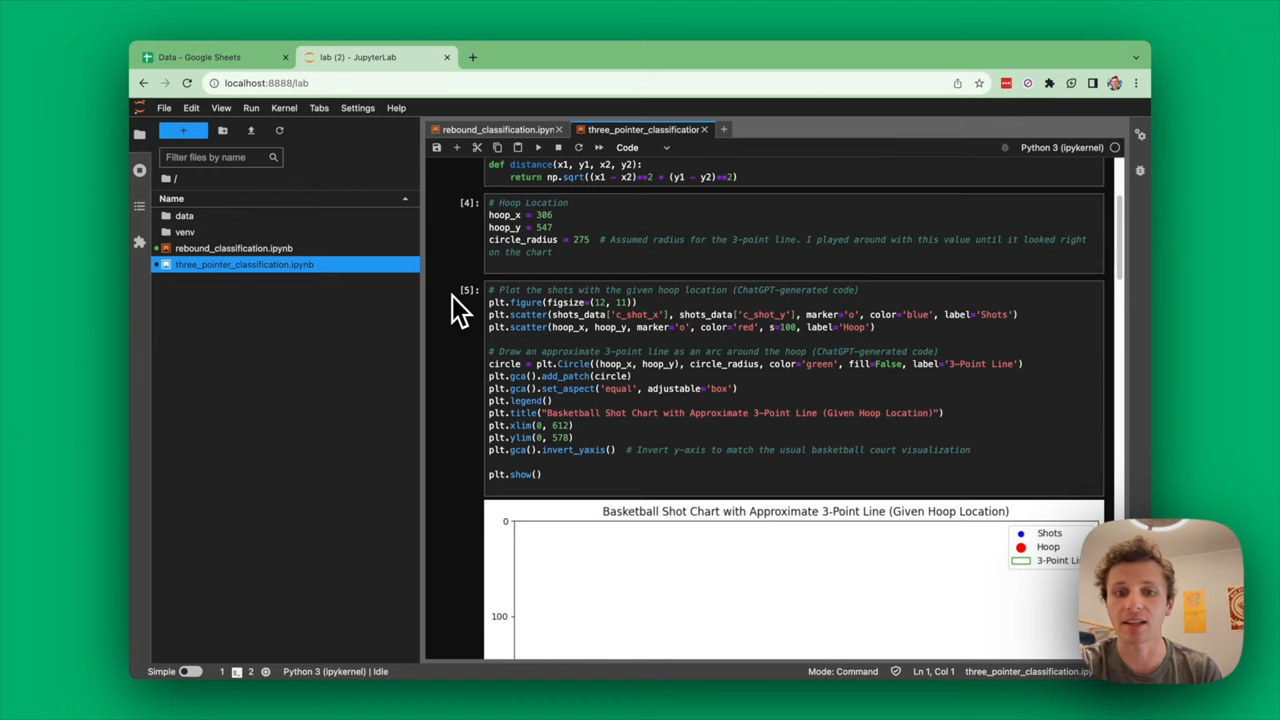 Data - Google Sheets
lab (2) - JupyterLab
localhost:8888/lab
File Edit View Run Kernel Tabs Settings Help
rebound_classification.ipyn
three_pointer_classification
Filter files by name
Code
Python 3 (ipykernel)
/
Name
data
venv
rebound_classification.ipynb
three_pointer_classification.ipynb
def distance(x1, y1, x2, y2):
return np.sqrt((x1 - x2)**2 + (y1 - y2)**2)
[4]:
# Hoop Location
hoop_x = 306
hoop_y = 547
circle_radius = 275  # Assumed radius for the 3-point line. I played around with this value until it looked right
on the chart
[5]:
# Plot the shots with the given hoop location (ChatGPT-generated code)
plt.figure(figsize=(12, 11))
plt.scatter(shots_data['c_shot_x'], shots_data['c_shot_y'], marker='o', color='blue', label='Shots')
plt.scatter(hoop_x, hoop_y, marker='o', color='red', s=100, label='Hoop')
# Draw an approximate 3-point line as an arc around the hoop (ChatGPT-generated code)
circle = plt.Circle((hoop_x, hoop_y), circle_radius, color='green', fill=False, label='3-Point Line')
plt.gca().add_patch(circle)
plt.gca().set_aspect('equal', adjustable='box')
plt.legend()
plt.title("Basketball Shot Chart with Approximate 3-Point Line (Given Hoop Location)")
plt.xlim(0, 612)
plt.ylim(0, 578)
plt.gca().invert_yaxis()  # Invert y-axis to match the usual basketball court visualization
plt.show()
Basketball Shot Chart with Approximate 3-Point Line (Given Hoop Location)
0
100
Shots
Hoop
3-Point Li
Simple
1
2
Python 3 (ipykernel) | Idle
Mode: Command
Ln 1, Col 1
three_pointer_classification.ip